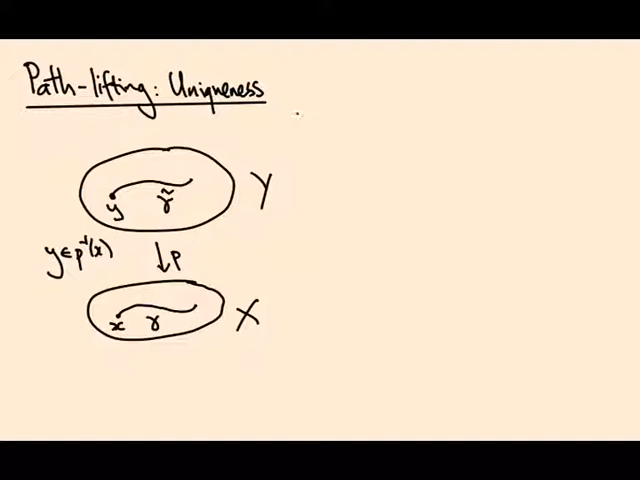 Path-lifting: Uniqueness
Y
y
γ̃
y∈p⁻¹(x)
↓p
x
γ
X